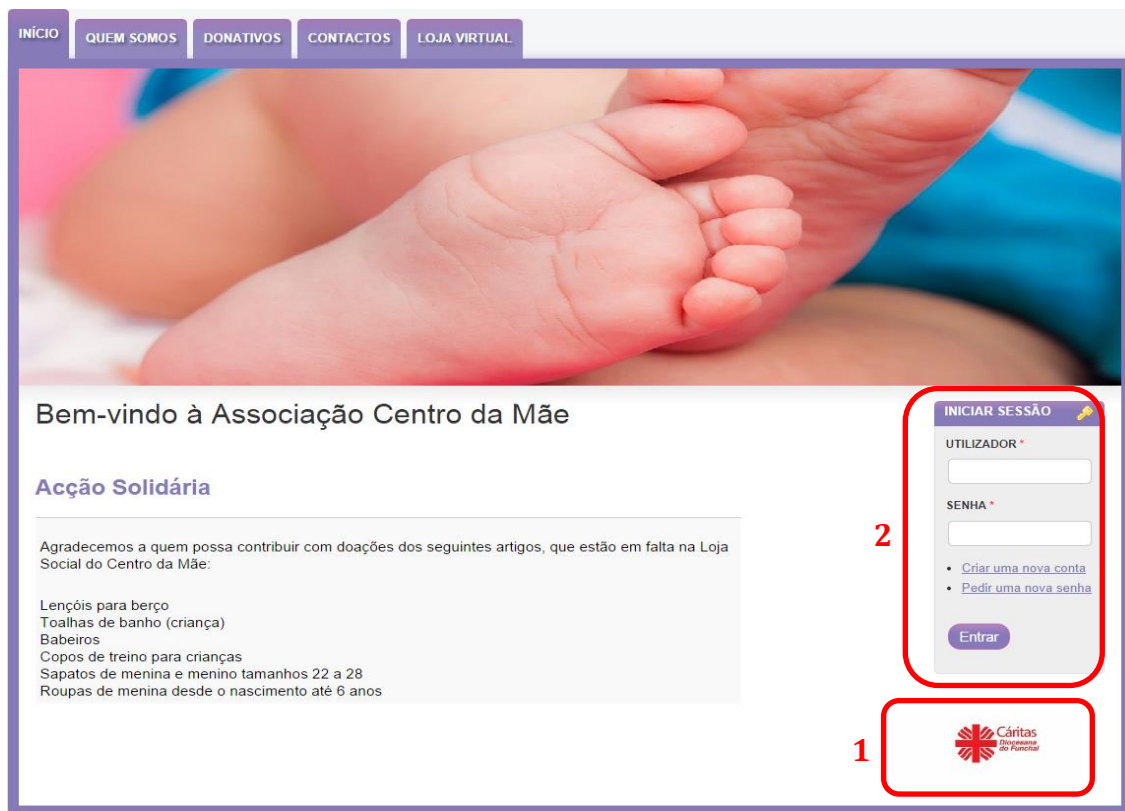 INÍCIO
QUEM SOMOS
DONATIVOS
CONTACTOS
LOJA VIRTUAL
Bem-vindo à Associação Centro da Mãe
Acção Solidária
Agradecemos a quem possa contribuir com doações dos seguintes artigos, que estão em falta na Loja
Social do Centro da Mãe:
Lençóis para berço
Toalhas de banho (criança)
Babeiros
Copos de treino para crianças
Sapatos de menina e menino tamanhos 22 a 28
Roupas de menina desde o nascimento até 6 anos
2
INICIAR SESSÃO
UTILIZADOR *
SENHA *
Criar uma nova conta
Pedir uma nova senha
Entrar
1
Cáritas
Diocesana
do Funchal